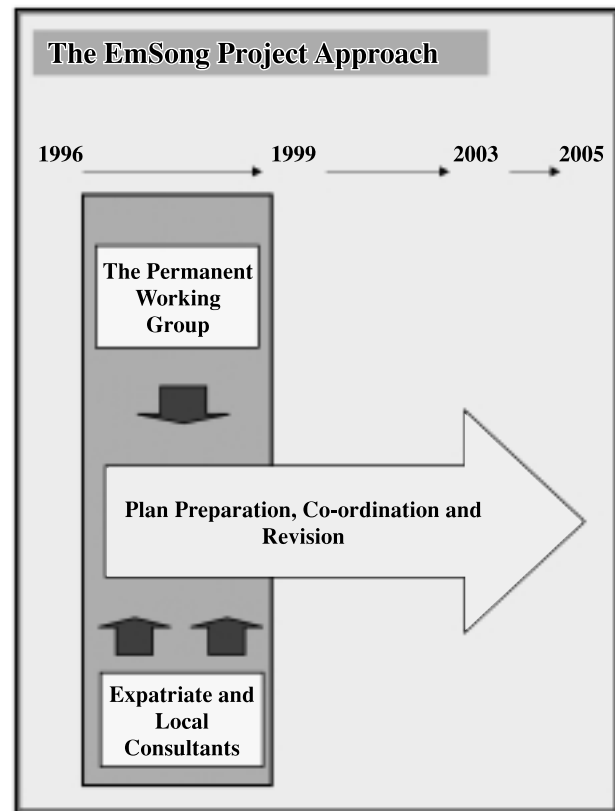 The EmSong Project Approach
1996 1999 2003 2005
The Permanent
Working
Group
Plan Preparation, Co-ordination and
Revision
Expatriate and
Local
Consultants